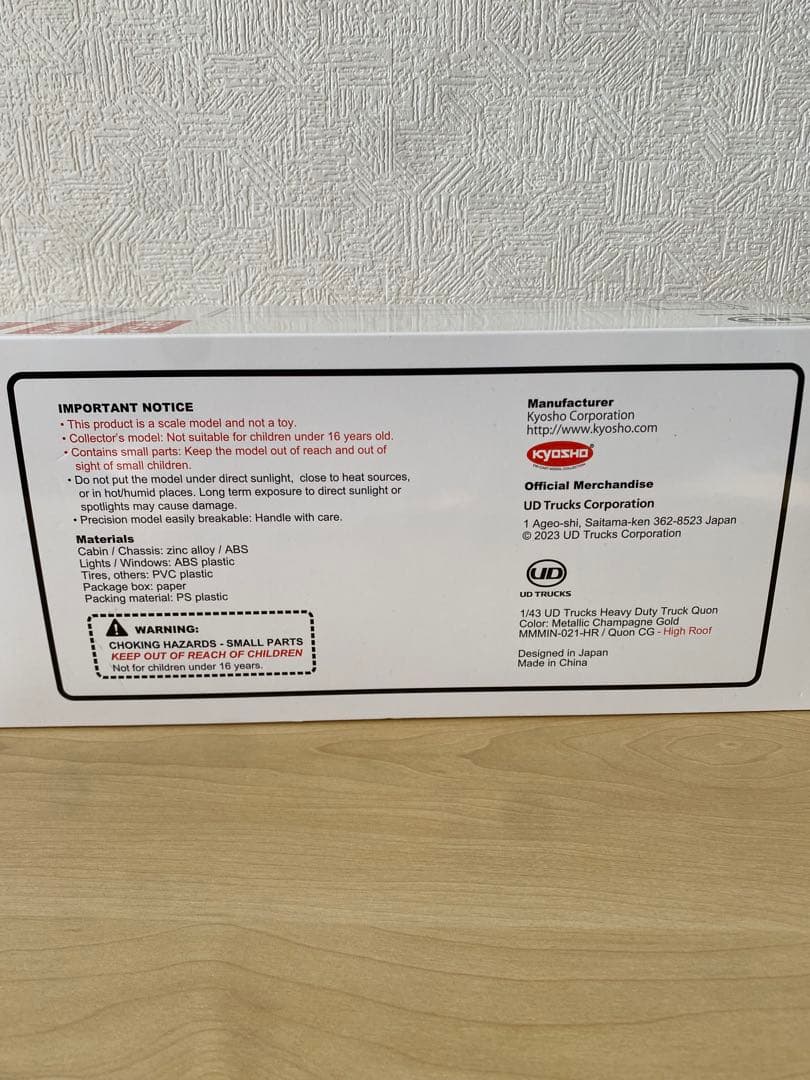 IMPORTANT NOTICE
• This product is a scale model and not a toy.
• Collector's model: Not suitable for children under 16 years old.
• Contains small parts: Keep the model out of reach and out of
sight of small children.
• Do not put the model under direct sunlight, close to heat sources,
or in hot/humid places. Long term exposure to direct sunlight or
spotlights may cause damage.
• Precision model easily breakable: Handle with care.
Materials
Cabin / Chassis: zinc alloy / ABS
Lights / Windows: ABS plastic
Tires, others: PVC plastic
Package box: paper
Packing material: PS plastic
WARNING:
CHOKING HAZARDS - SMALL PARTS
KEEP OUT OF REACH OF CHILDREN
Not for children under 16 years.
Manufacturer
Kyosho Corporation
http://www.kyosho.com
KYOSHO
Official Merchandise
UD Trucks Corporation
1 Ageo-shi, Saitama-ken 362-8523 Japan
© 2023 UD Trucks Corporation
UD
UD TRUCKS
1/43 UD Trucks Heavy Duty Truck Quon
Color: Metallic Champagne Gold
MMMIN-021-HR / Quon CG - High Roof
Designed in Japan
Made in China